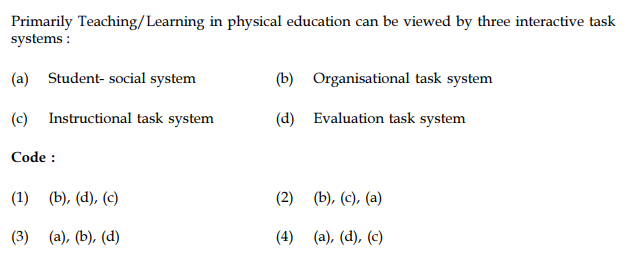 Primarily Teaching/Learning in physical education can be viewed by three interactive task
systems :
(a) Student- social system (b) Organisational task system
(c) Instructional task system (d) Evaluation task system
Code :
(1) (b), (d), (c) (2) (b), (c), (a)
(3) (a), (b), (d) (4) (a), (d), (c)